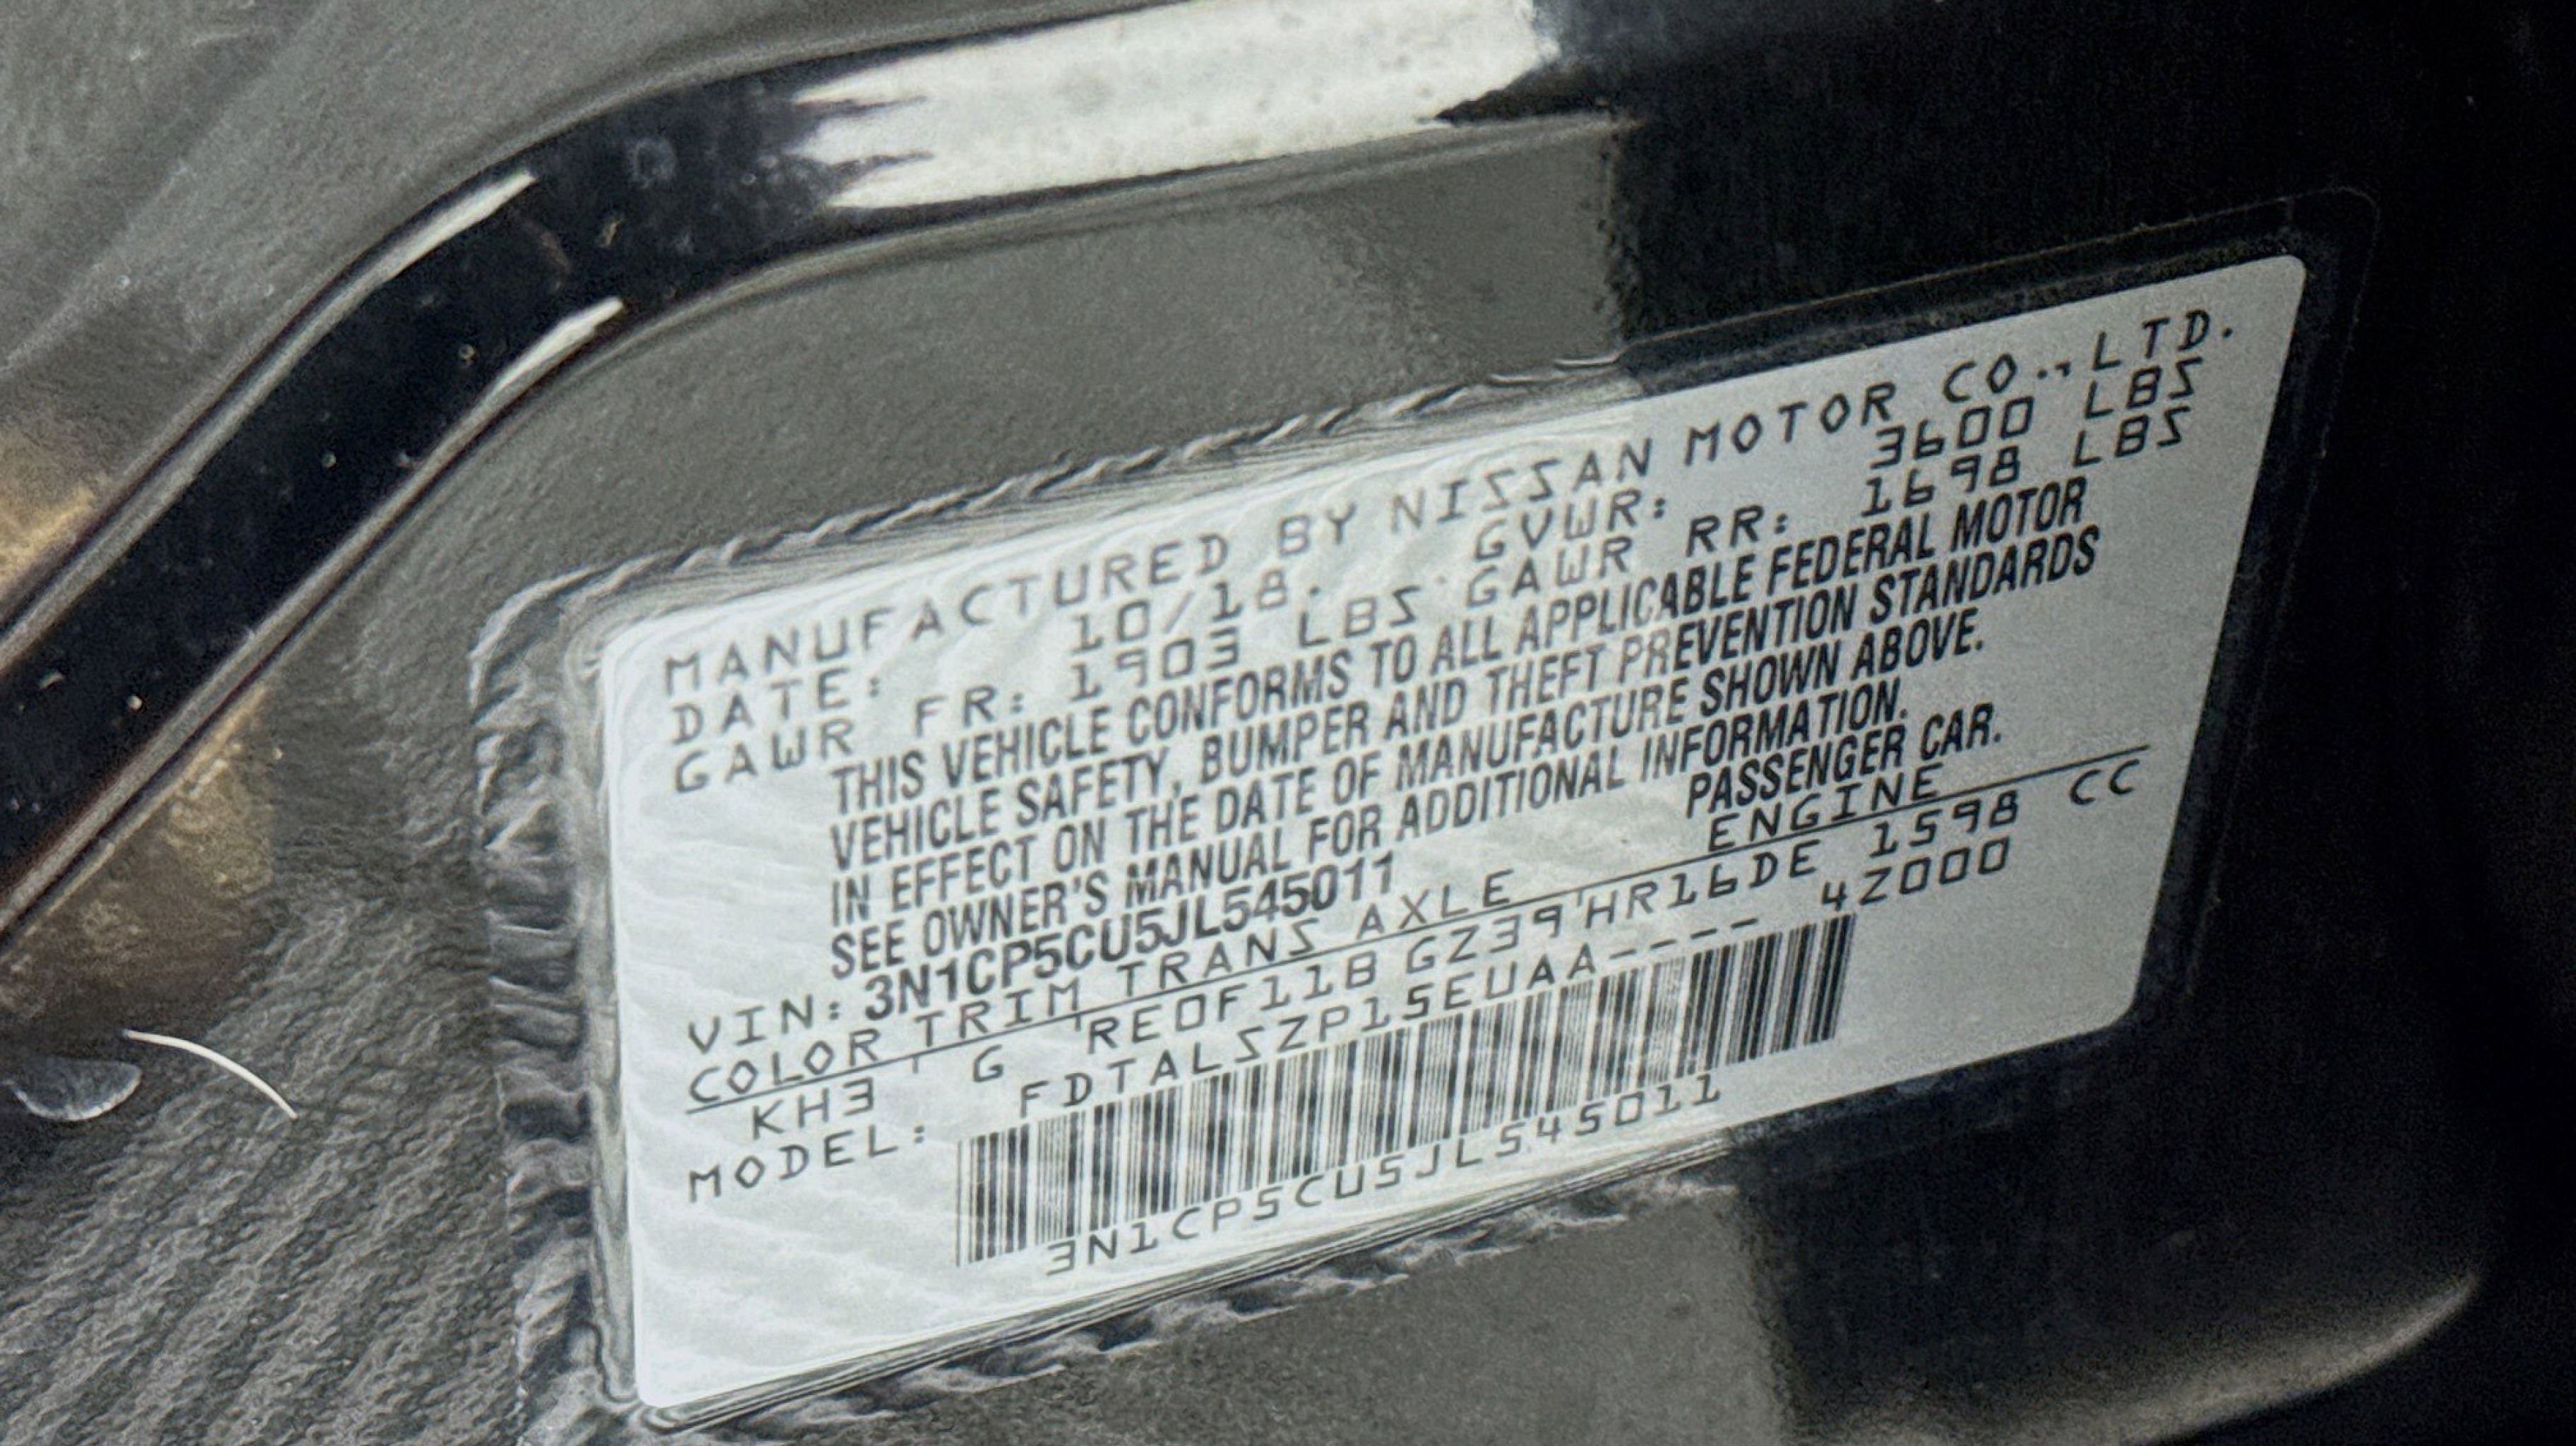 MANUFACTURED BY NISSAN MOTOR CO., LTD.
DATE: 10/18. GVWR: 3600 LBS
GAWR FR: 1903 LBS GAWR RR: 1698 LBS
THIS VEHICLE CONFORMS TO ALL APPLICABLE FEDERAL MOTOR
VEHICLE SAFETY, BUMPER AND THEFT PREVENTION STANDARDS
IN EFFECT ON THE DATE OF MANUFACTURE SHOWN ABOVE.
SEE OWNER'S MANUAL FOR ADDITIONAL INFORMATION.
VIN: 3N1CP5CU5JL545011 PASSENGER CAR.
COLOR TRIM TRANS AXLE ENGINE
KH3 G RE0F11B GZ39 HR16DE 1598 CC
MODEL: FDTALSZP15EUAA---- 4Z000
3N1CP5CU5JL545011